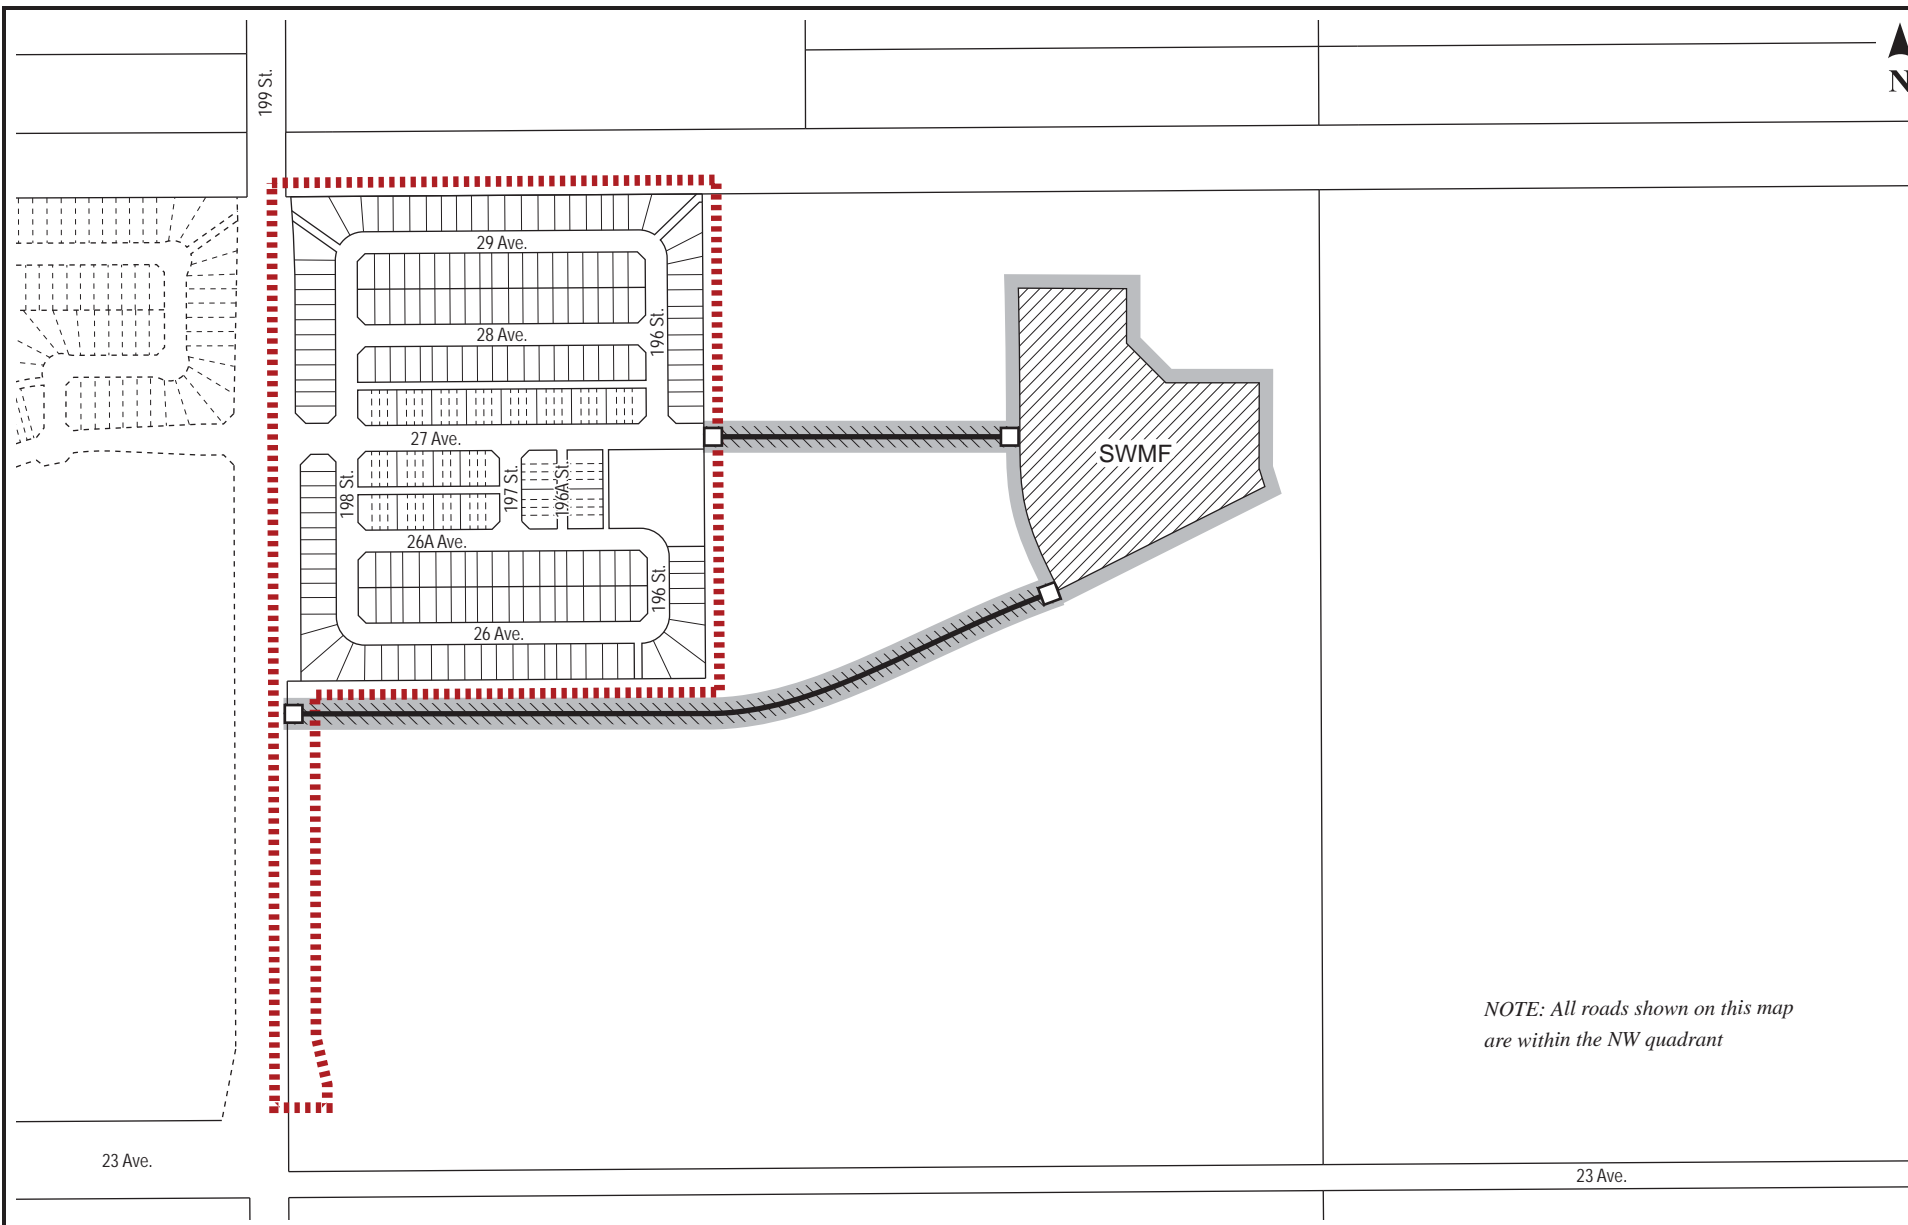 199 St.
N
29 Ave.
28 Ave.
196 St.
27 Ave.
198 St.
197 St.
196A St.
SWMF
26A Ave.
196 St.
26 Ave.
NOTE: All roads shown on this map
are within the NW quadrant
23 Ave.
23 Ave.